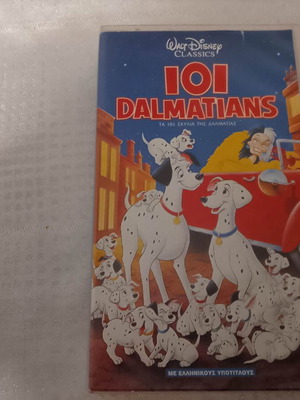 WALT DISNEY
CLASSICS
101
DALMATIANS
ΤΑ 101 ΣΚΥΛΙΑ ΤΗΣ ΔΑΛΜΑΤΙΑΣ
ΜΕ ΕΛΛΗΝΙΚΟΥΣ ΥΠΟΤΙΤΛΟΥΣ